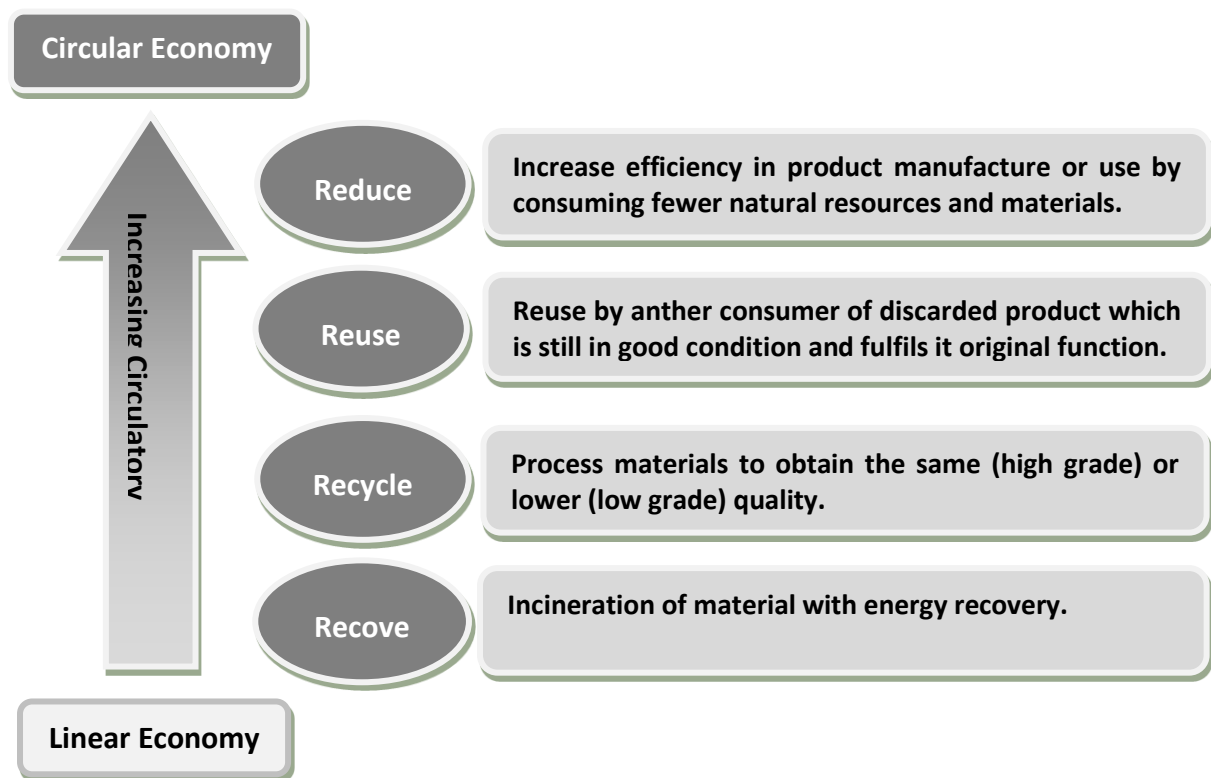 Circular Economy
Increasing Circulatory
Reduce
Increase efficiency in product manufacture or use by
consuming fewer natural resources and materials.
Reuse
Reuse by anther consumer of discarded product which
is still in good condition and fulfils it original function.
Recycle
Process materials to obtain the same (high grade) or
lower (low grade) quality.
Recove
Incineration of material with energy recovery.
Linear Economy